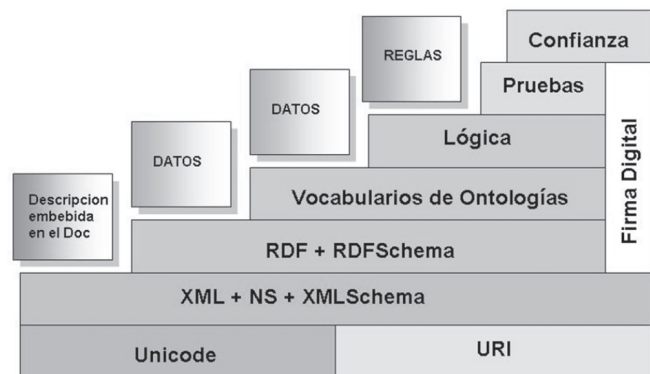 Confianza
REGLAS
Pruebas
DATOS
Lógica
DATOS
Vocabularios de Ontologías
Firma Digital
Descripcion
embebida
en el Doc
RDF + RDFSchema
XML + NS + XMLSchema
Unicode
URI